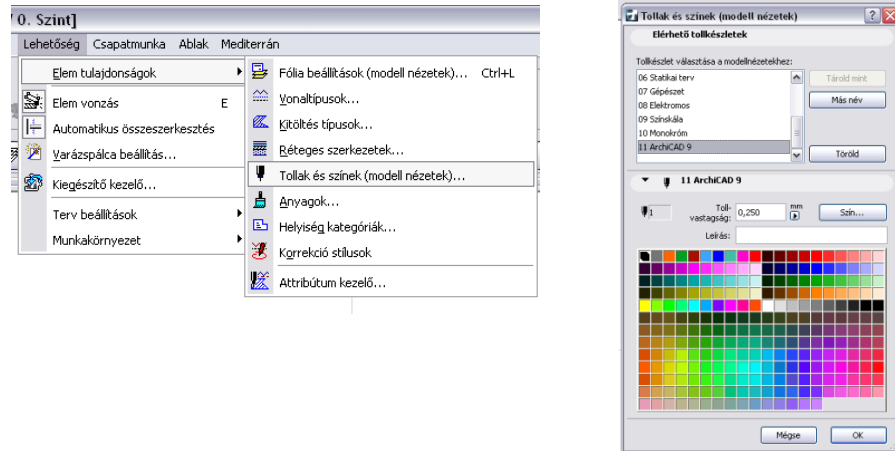 0. Szint]
Lehetőség Csapatmunka Ablak Mediterrán
Elem tulajdonságok
Elem vonzás E
Automatikus összeszerkesztés
Varázspálca beállítás...
Kiegészítő kezelő...
Terv beállítások
Munkakörnyezet
Fólia beállítások (modell nézetek)... Ctrl+L
Vonaltípusok...
Kitöltés típusok...
Réteges szerkezetek...
Tollak és színek (modell nézetek)...
Anyagok...
Helyiség kategóriák...
Korrekció stílusok
Attribútum kezelő...
Tollak és színek (modell nézetek)
Elérhető tollkészletek
Tollkészlet választása a modellnézetekhez:
06 Statikai terv
07 Gépészet
08 Elektromos
09 Színskála
10 Monokróm
11 ArchiCAD 9
Tárold mint
Más név
Töröld
11 ArchiCAD 9
1
Toll-
vastagság: 0,250 mm
Szín...
Leírás:
Mégse
OK